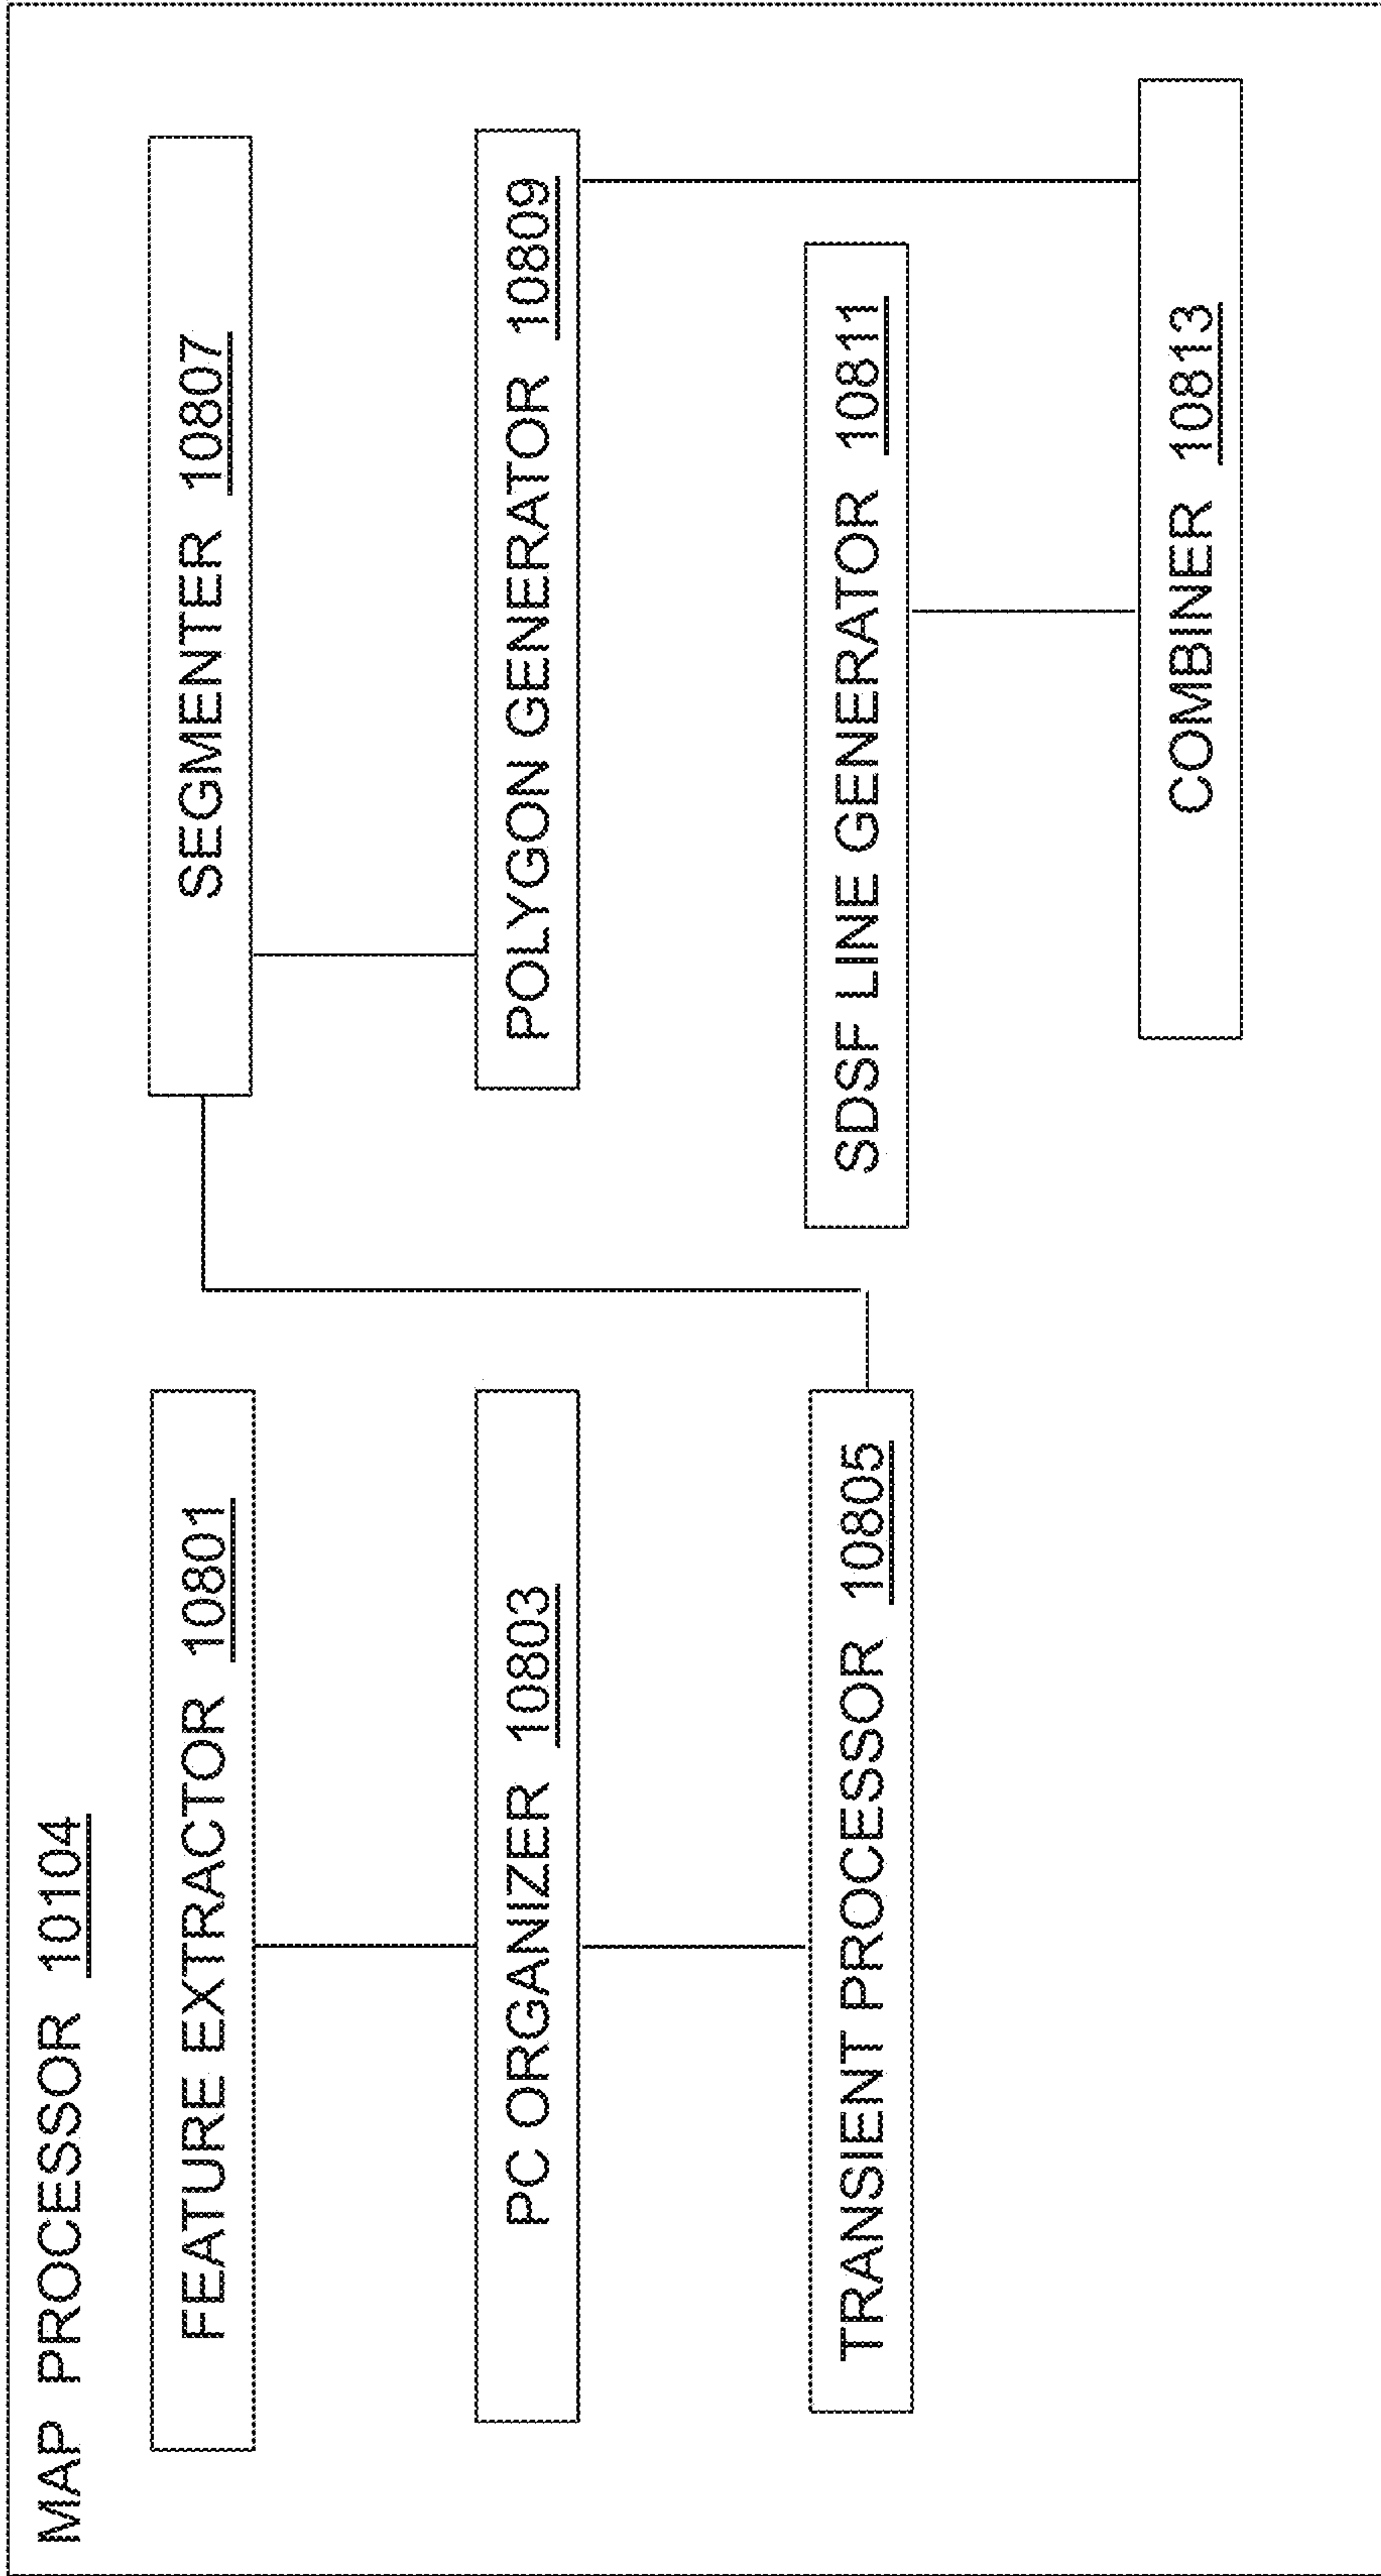 MAP PROCESSOR 10104
FEATURE EXTRACTOR 10801
PC ORGANIZER 10803
TRANSIENT PROCESSOR 10805
SEGMENTER 10807
POLYGON GENERATOR 10809
SDSF LINE GENERATOR 10811
COMBINER 10813